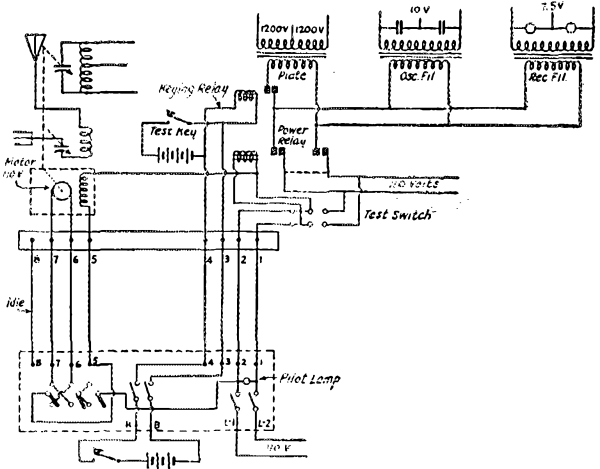 10V
7.5V
1200V 1200V
Plate
Osc. Fil
Rec Fil.
Keying Relay
Test Key
Power
Relay
Motor
110V
110 Volts
Test Switch
8 7 6 5 4 3 2 1
Idle
8 7 6 5 4 3 2 1
Pilot Lamp
K B L-1 L-2
110 V